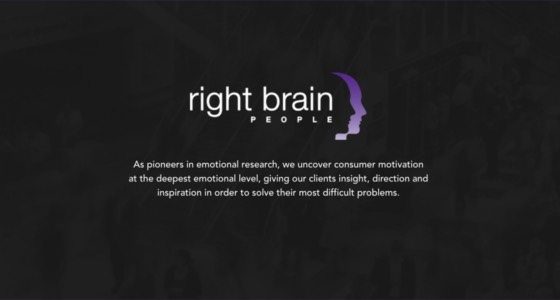 right brain
PEOPLE
As pioneers in emotional research, we uncover consumer motivation
at the deepest emotional level, giving our clients insight, direction and
inspiration in order to solve their most difficult problems.